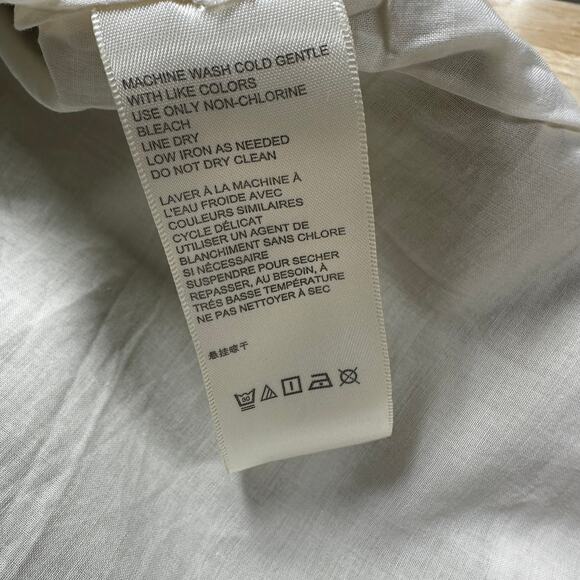 MACHINE WASH COLD GENTLE
WITH LIKE COLORS
USE ONLY NON-CHLORINE
BLEACH
LINE DRY
LOW IRON AS NEEDED
DO NOT DRY CLEAN
LAVER À LA MACHINE À
L'EAU FROIDE AVEC
COULEURS SIMILAIRES
CYCLE DÉLICAT
UTILISER UN AGENT DE
BLANCHIMENT SANS CHLORE
SI NÉCESSAIRE
SUSPENDRE POUR SECHER
REPASSER, AU BESOIN, À
TRÈS BASSE TEMPÉRATURE
NE PAS NETTOYER À SEC
悬挂晾干
30